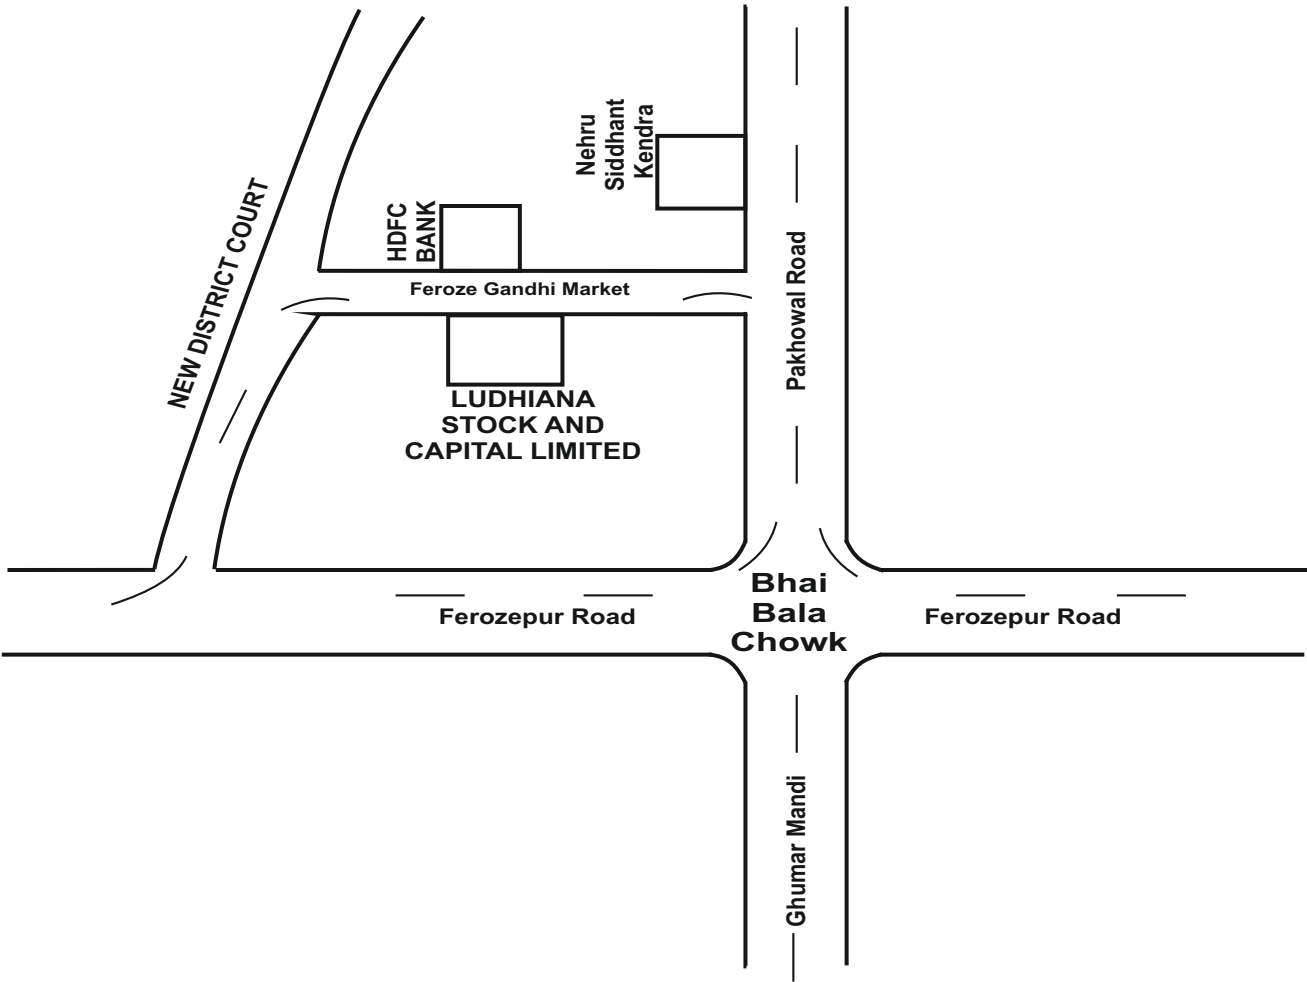 Nehru
Siddhant
Kendra
NEW DISTRICT COURT
HDFC
BANK
Feroze Gandhi Market
Pakhowal Road
LUDHIANA
STOCK AND
CAPITAL LIMITED
Bhai
Bala
Chowk
Ferozepur Road
Ferozepur Road
Ghumar Mandi